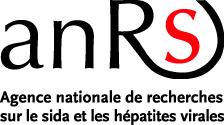 anRS
Agence nationale de recherches
sur le sida et les hépatites virales